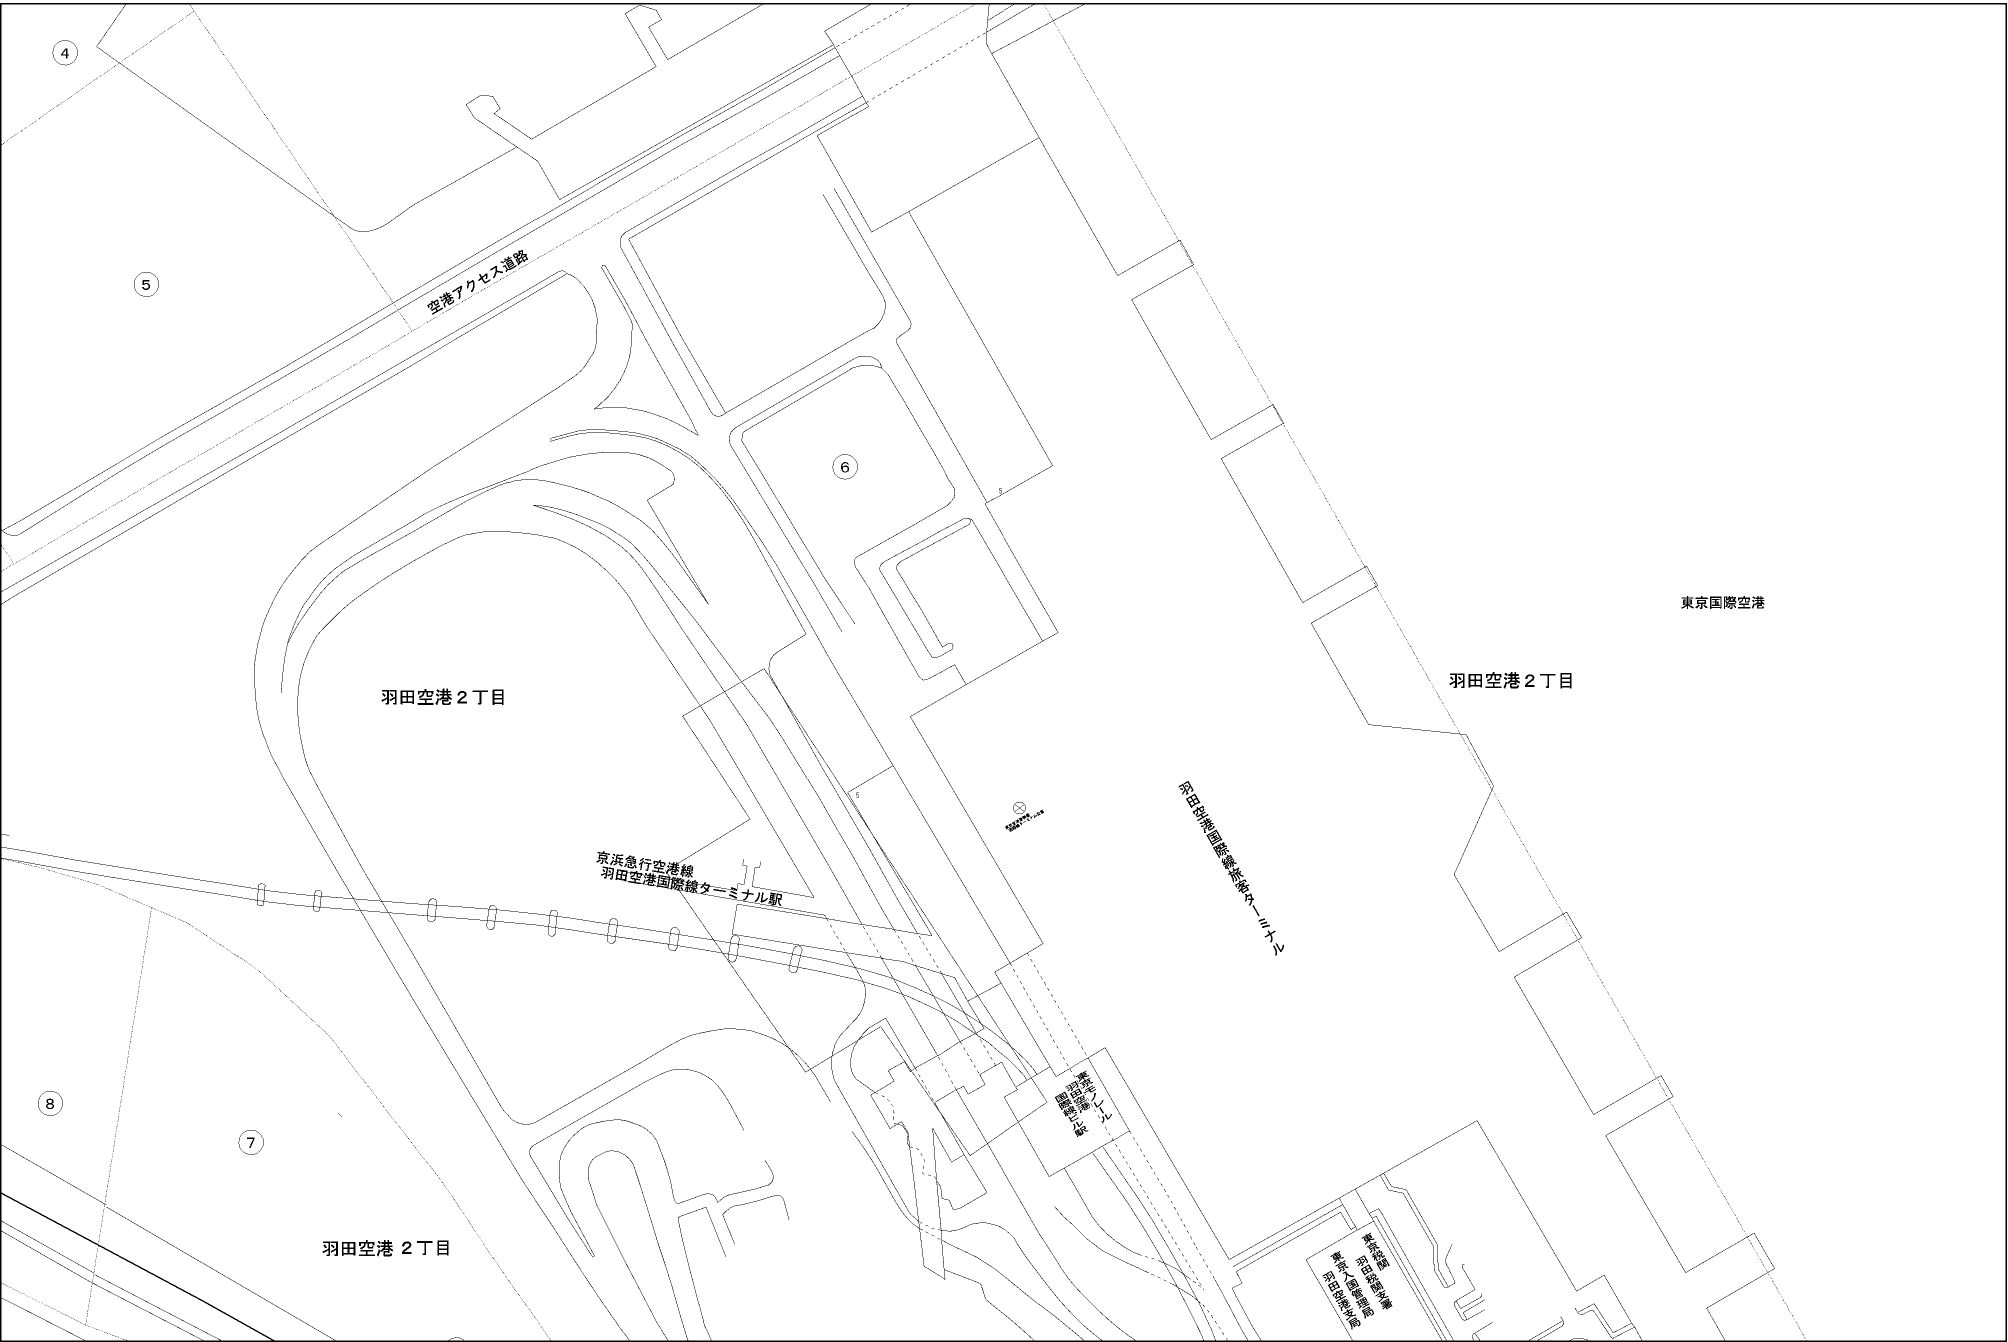 ④
⑤
空港アクセス道路
⑥
5
東京国際空港
羽田空港２丁目
羽田空港２丁目
5
羽田空港国際線旅客ターミナル
京浜急行空港線
羽田空港国際線ターミナル駅
東京モノレール
羽田空港
国際線ビル駅
⑧
⑦
羽田空港２丁目
東京税関
羽田税関支署
東京入国管理局
羽田空港支局